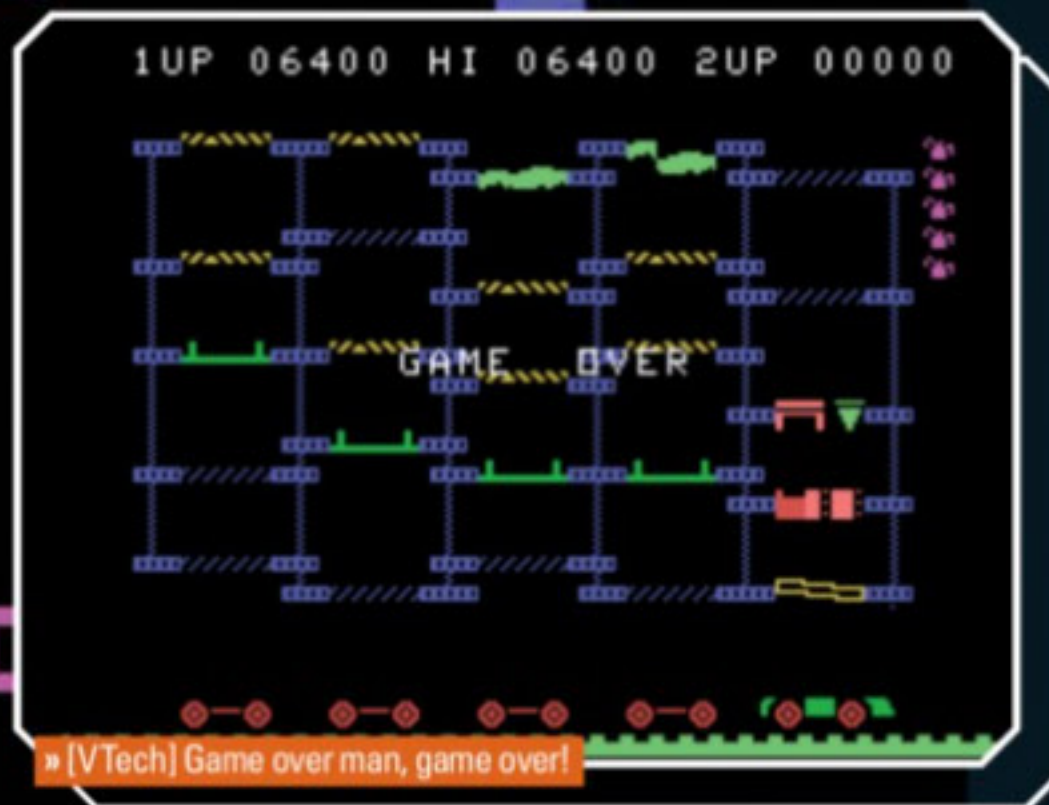 1UP 06400 HI 06400 2UP 00000
GAME OVER
» [VTech] Game over man, game over!